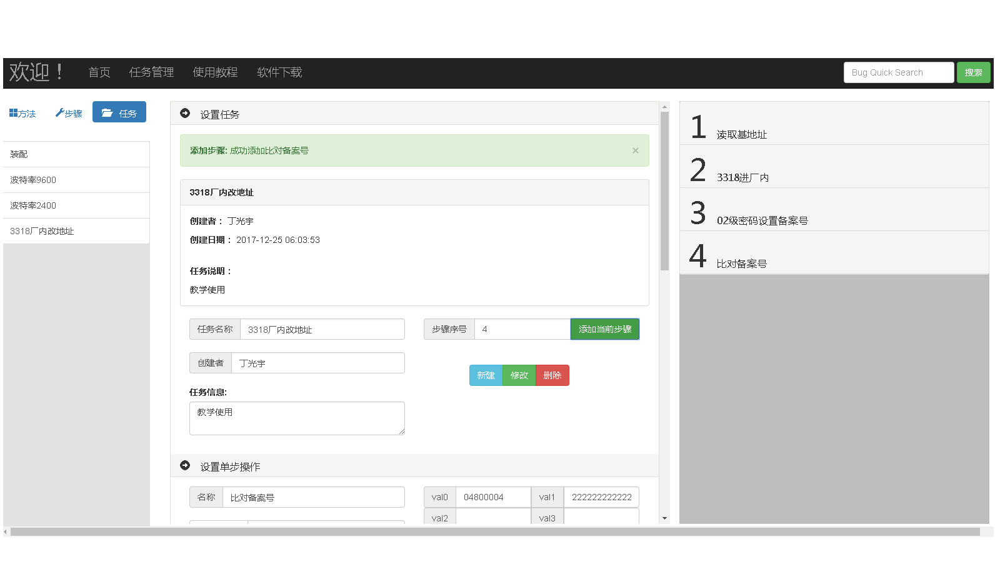 欢迎！ 首页 任务管理 使用教程 软件下载 Bug Quick Search 搜索
方法 步骤 任务
装配
波特率9600
波特率2400
3318厂内改地址
设置任务
添加步骤: 成功添加比对备案号 ×
3318厂内改地址
创建者： 丁光宇
创建日期： 2017-12-25 06:03:53
任务说明：
教学使用
任务名称 3318厂内改地址
步骤序号 4 添加当前步骤
创建者 丁光宇
新建 修改 删除
任务信息:
教学使用
设置单步操作
名称 比对备案号
val0 04800004 val1 222222222222
val2 val3
1 读取基地址
2 3318进厂内
3 02级密码设置备案号
4 比对备案号